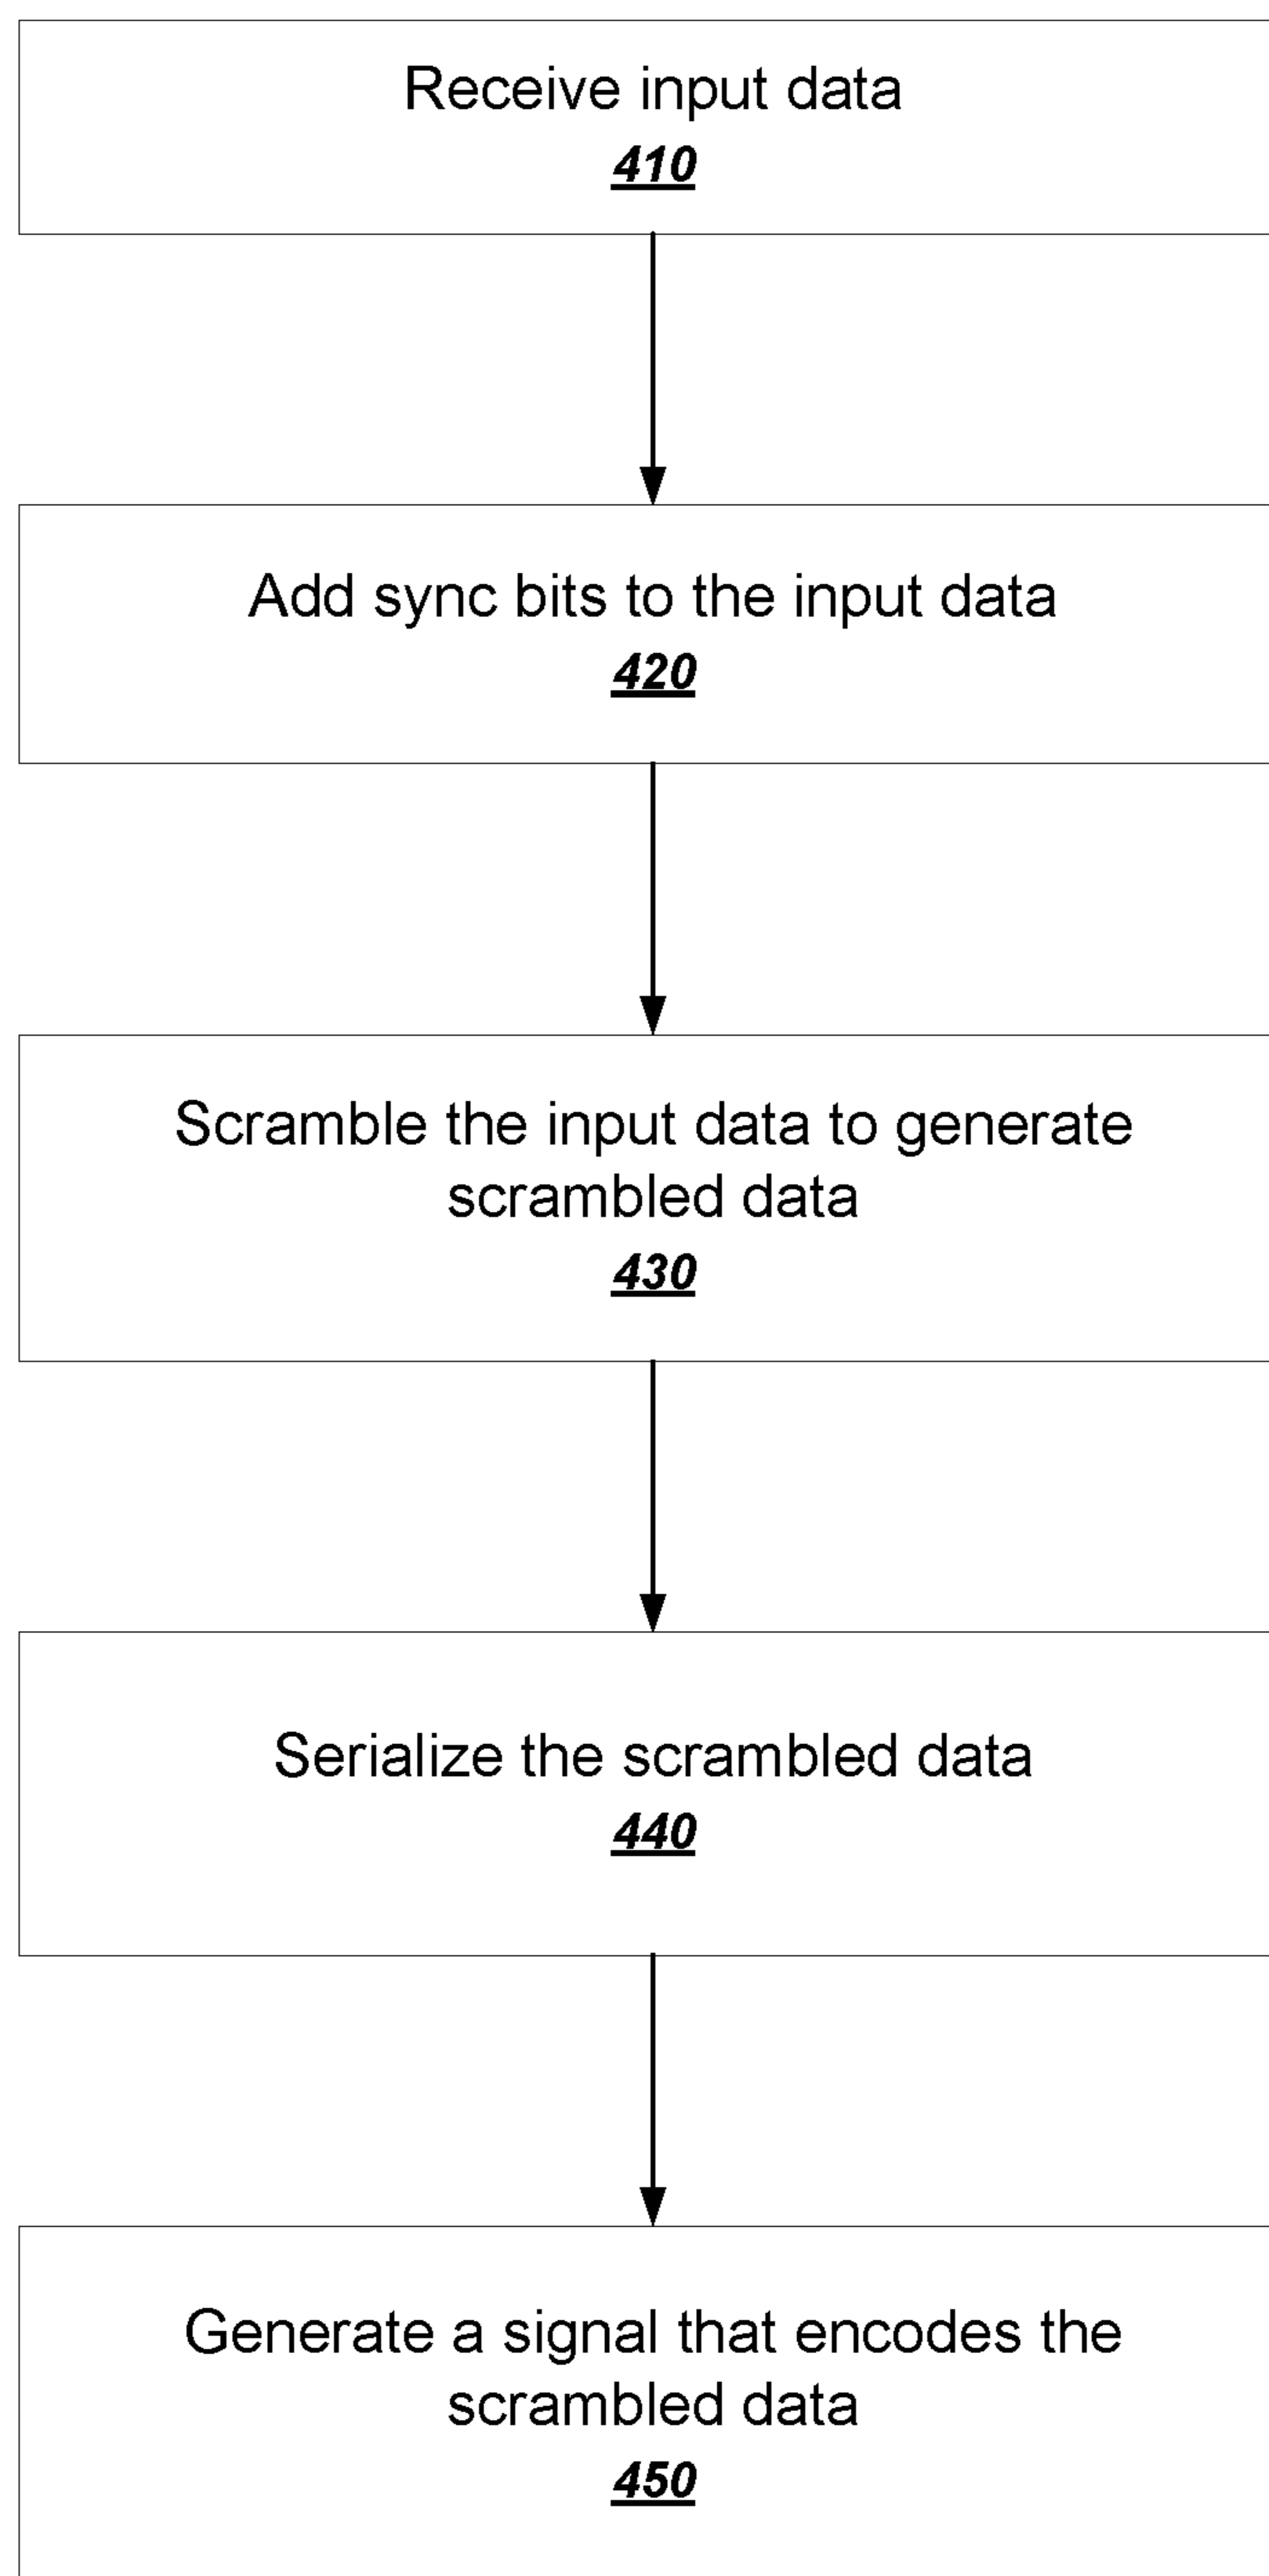 Receive input data
410
Add sync bits to the input data
420
Scramble the input data to generate
scrambled data
430
Serialize the scrambled data
440
Generate a signal that encodes the
scrambled data
450